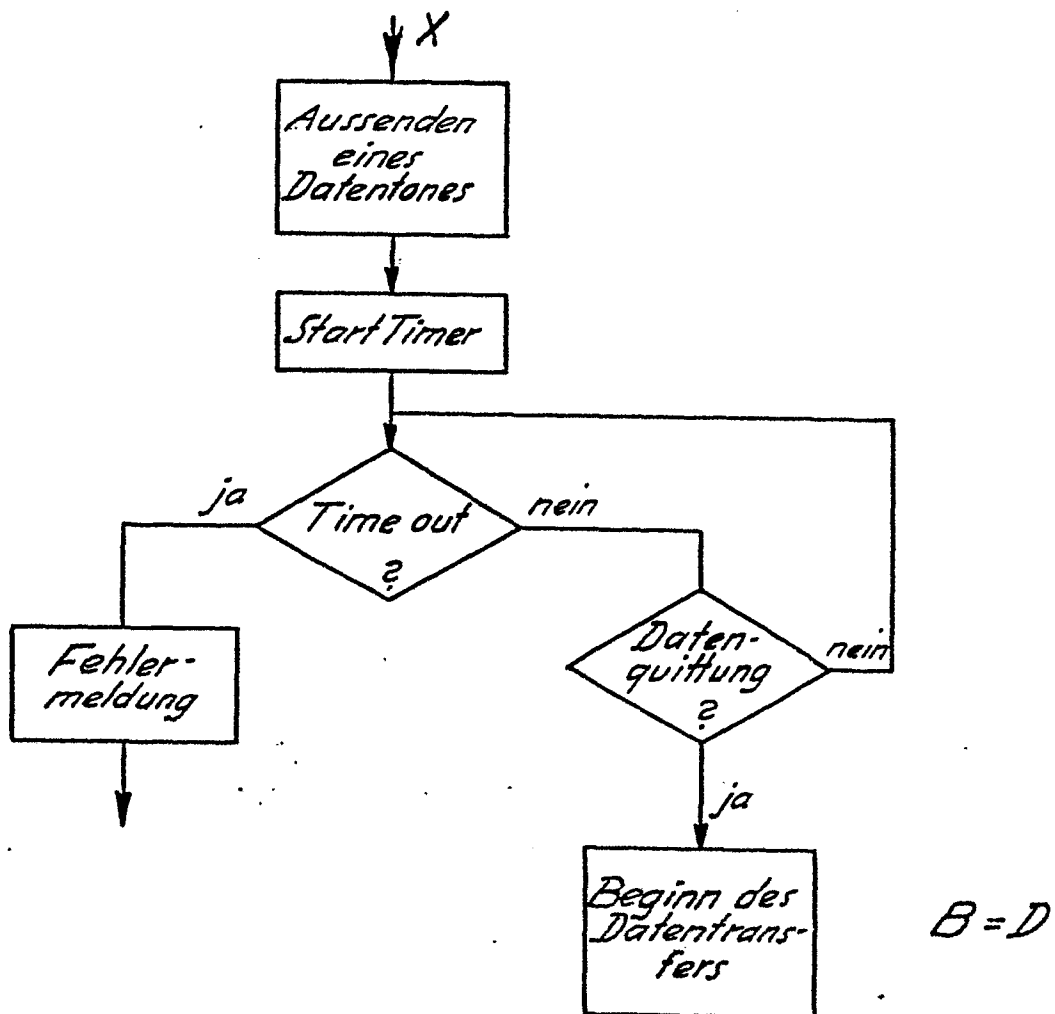 X
Aussenden
eines
Datentones
Start Timer
ja
Time out
?
nein
Fehler-
meldung
Daten-
quittung
?
nein
ja
Beginn des
Datentrans-
fers
B = D